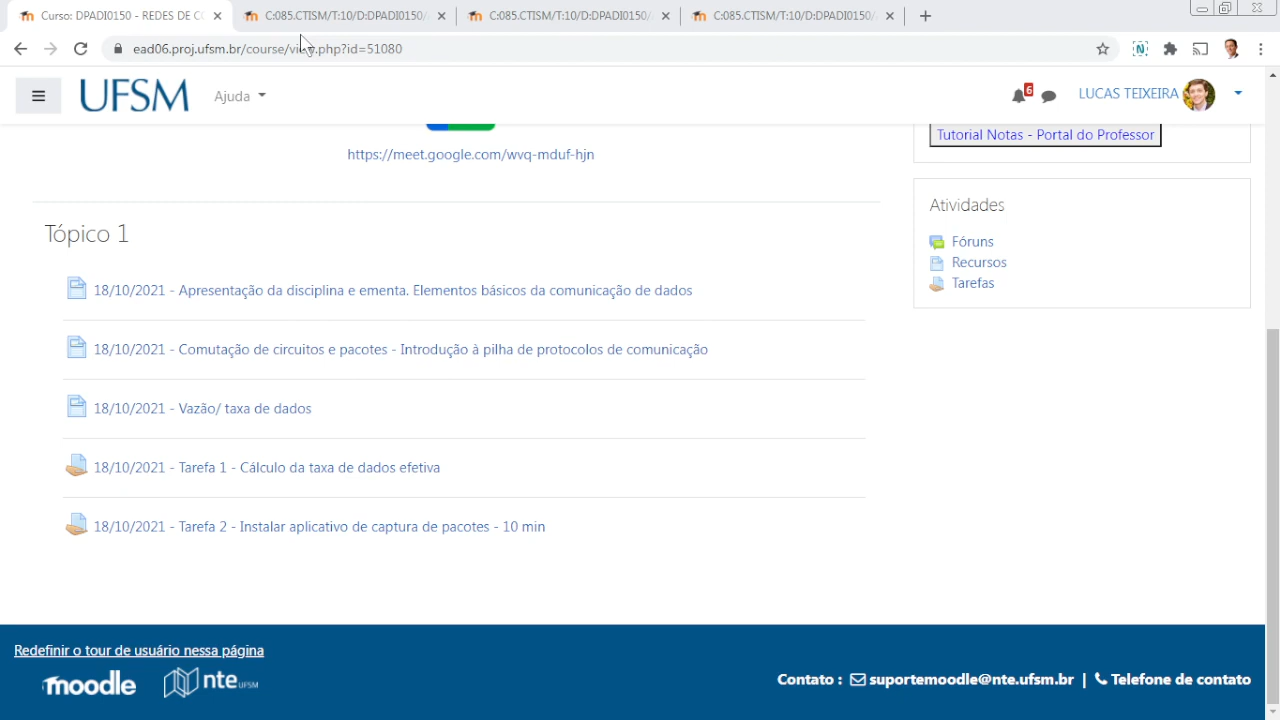 Curso: DPADI0150 - REDES DE CO
C:085.CTISM/T:10/D:DPADI0150/A
C:085.CTISM/T:10/D:DPADI0150/A
C:085.CTISM/T:10/D:DPADI0150/A
ead06.proj.ufsm.br/course/view.php?id=51080
UFSM
Ajuda
6
LUCAS TEIXEIRA
Tutorial Notas - Portal do Professor
https://meet.google.com/wvq-mduf-hjn
Atividades
Fóruns
Recursos
Tarefas
Tópico 1
18/10/2021 - Apresentação da disciplina e ementa. Elementos básicos da comunicação de dados
18/10/2021 - Comutação de circuitos e pacotes - Introdução à pilha de protocolos de comunicação
18/10/2021 - Vazão/ taxa de dados
18/10/2021 - Tarefa 1 - Cálculo da taxa de dados efetiva
18/10/2021 - Tarefa 2 - Instalar aplicativo de captura de pacotes - 10 min
Redefinir o tour de usuário nessa página
moodle
nte UFSM
Contato : suportemoodle@nte.ufsm.br | Telefone de contato